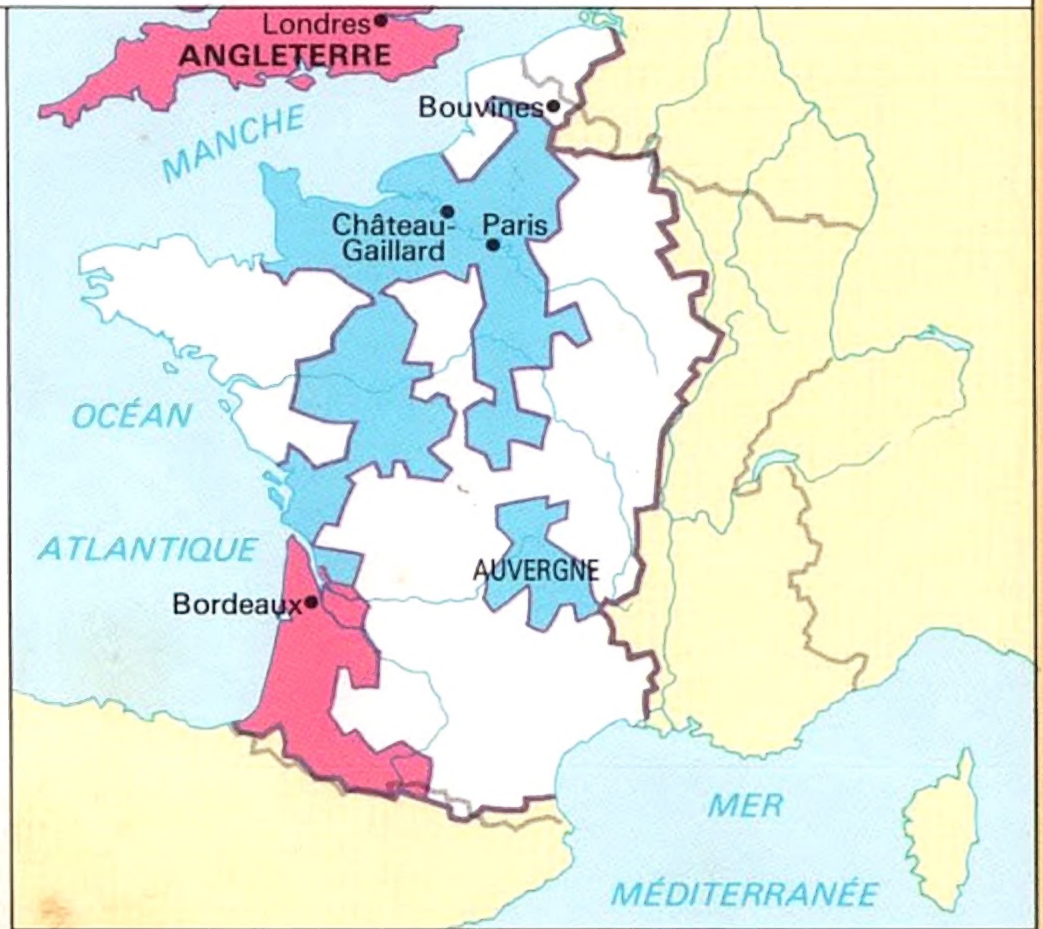 Londres
ANGLETERRE
MANCHE
Bouvines
Château-
Gaillard
Paris
OCÉAN
ATLANTIQUE
AUVERGNE
Bordeaux
MER
MÉDITERRANÉE